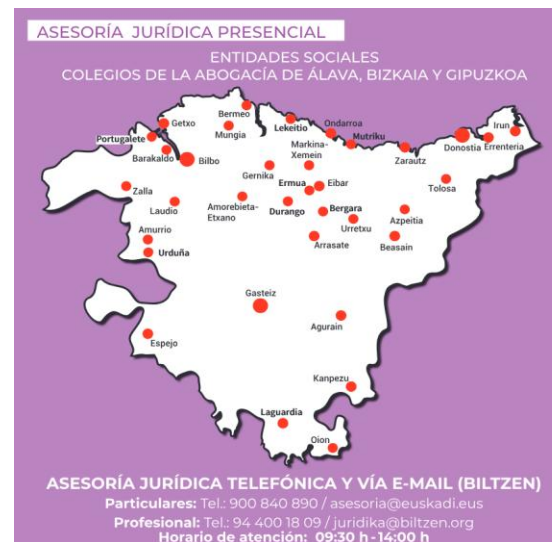 ASESORÍA JURÍDICA PRESENCIAL
ENTIDADES SOCIALES
COLEGIOS DE LA ABOGACÍA DE ÁLAVA, BIZKAIA Y GIPUZKOA
Bermeo
Getxo
Mungia
Lekeitio
Ondarroa
Mutriku
Irun
Portugalete
Barakaldo
Bilbo
Markina-
Xemein
Zarautz
Donostia
Errenteria
Gernika
Zalla
Ermua
Eibar
Tolosa
Laudio
Amorebieta-
Etxano
Durango
Bergara
Azpeitia
Amurrio
Urretxu
Urduña
Arrasate
Beasain
Gasteiz
Agurain
Espejo
Kanpezu
Laguardia
Oion
ASESORÍA JURÍDICA TELEFÓNICA Y VÍA E-MAIL (BILTZEN)
Particulares: Tel.: 900 840 890 / asesoria@euskadi.eus
Profesional: Tel.: 94 400 18 09 / juridika@biltzen.org
Horario de atención: 09:30 h - 14:00 h